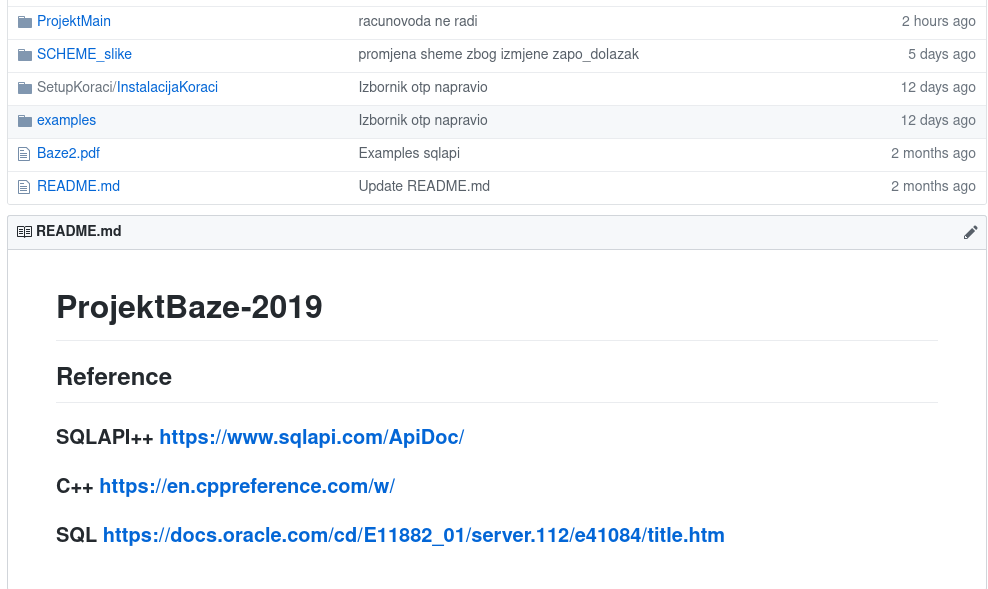 ProjektMain racunovoda ne radi 2 hours ago
SCHEME_slike promjena sheme zbog izmjene zapo_dolazak 5 days ago
SetupKoraci/InstalacijaKoraci Izbornik otp napravio 12 days ago
examples Izbornik otp napravio 12 days ago
Baze2.pdf Examples sqlapi 2 months ago
README.md Update README.md 2 months ago
README.md
ProjektBaze-2019
Reference
SQLAPI++ https://www.sqlapi.com/ApiDoc/
C++ https://en.cppreference.com/w/
SQL https://docs.oracle.com/cd/E11882_01/server.112/e41084/title.htm